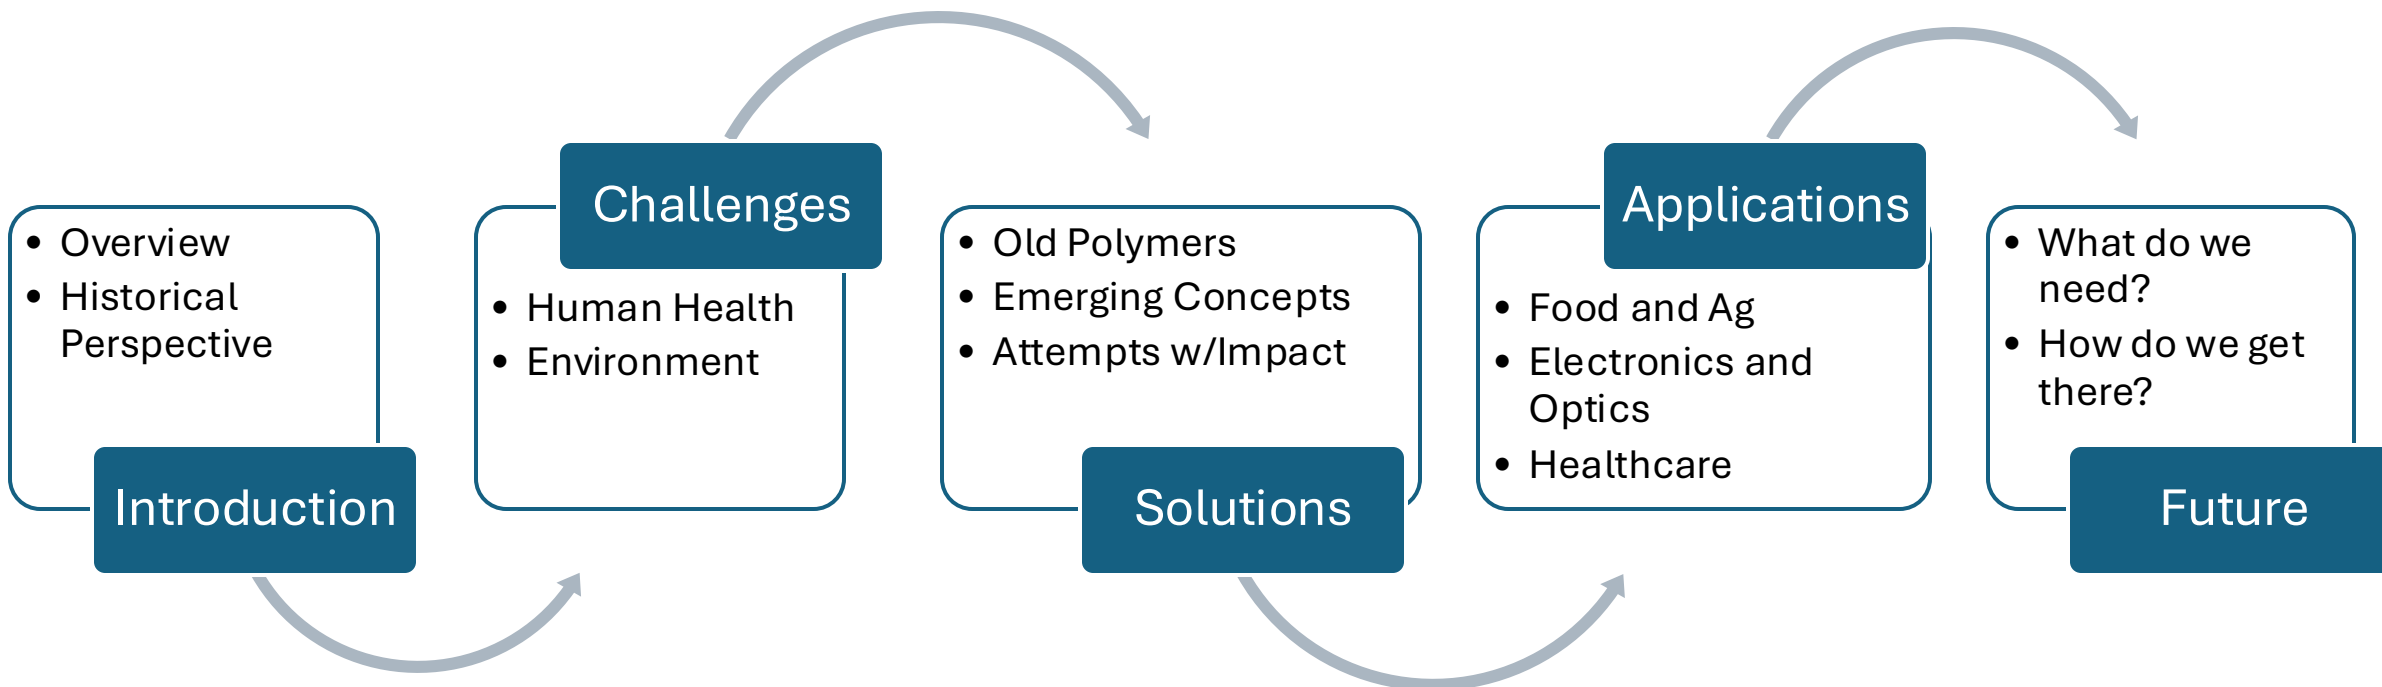 • Overview
• Historical
Perspective
Introduction
Challenges
• Human Health
• Environment
• Old Polymers
• Emerging Concepts
• Attempts w/Impact
Solutions
Applications
• Food and Ag
• Electronics and
Optics
• Healthcare
• What do we
need?
• How do we get
there?
Future